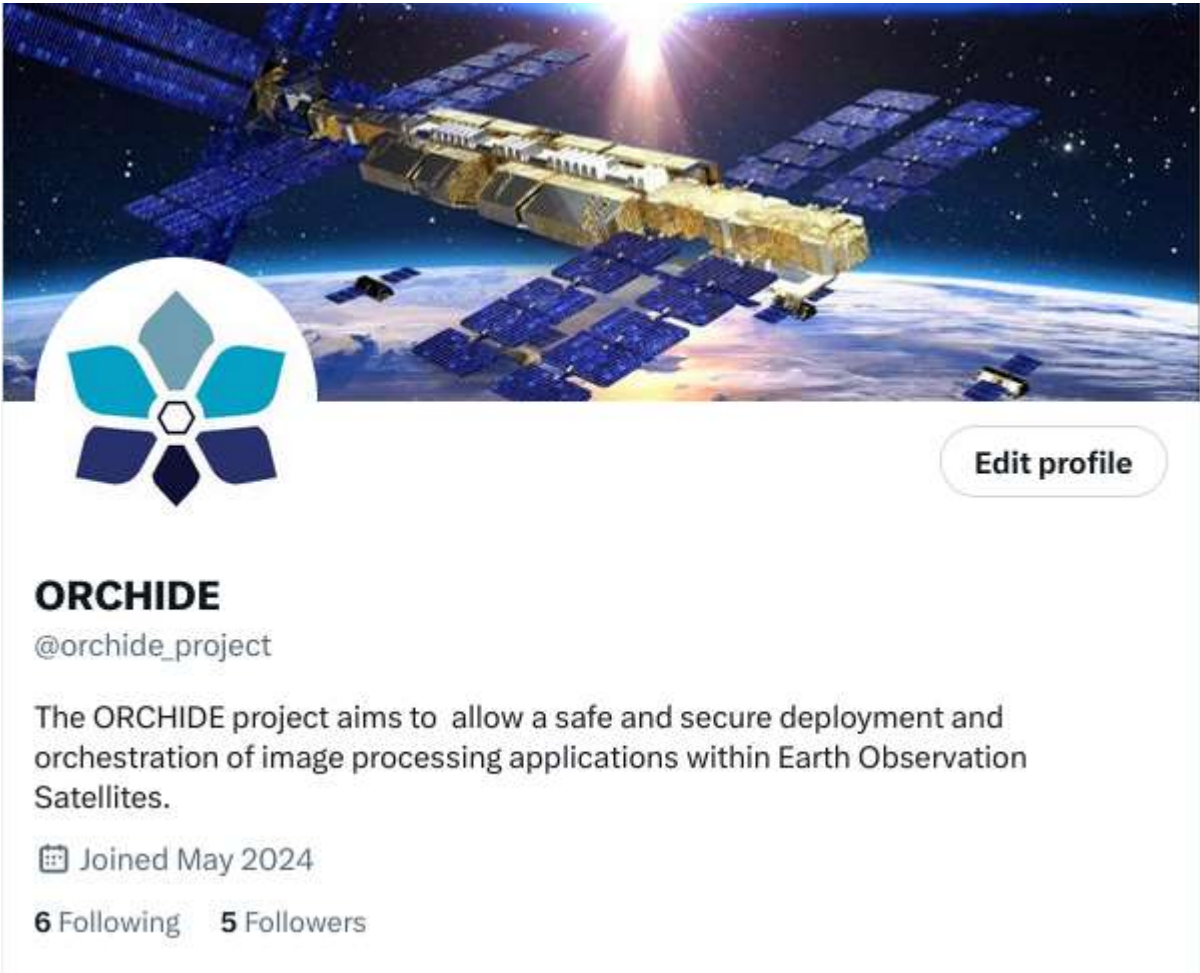 Edit profile
ORCHIDE
@orchide_project
The ORCHIDE project aims to  allow a safe and secure deployment and
orchestration of image processing applications within Earth Observation
Satellites.
Joined May 2024
6 Following 5 Followers